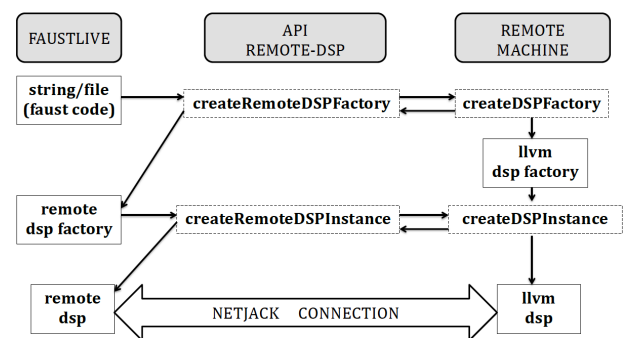 FAUSTLIVE
API
REMOTE-DSP
REMOTE
MACHINE
string/file
(faust code)
createRemoteDSPFactory
createDSPFactory
llvm
dsp factory
remote
dsp factory
createRemoteDSPInstance
createDSPInstance
remote
dsp
NETJACK CONNECTION
llvm
dsp